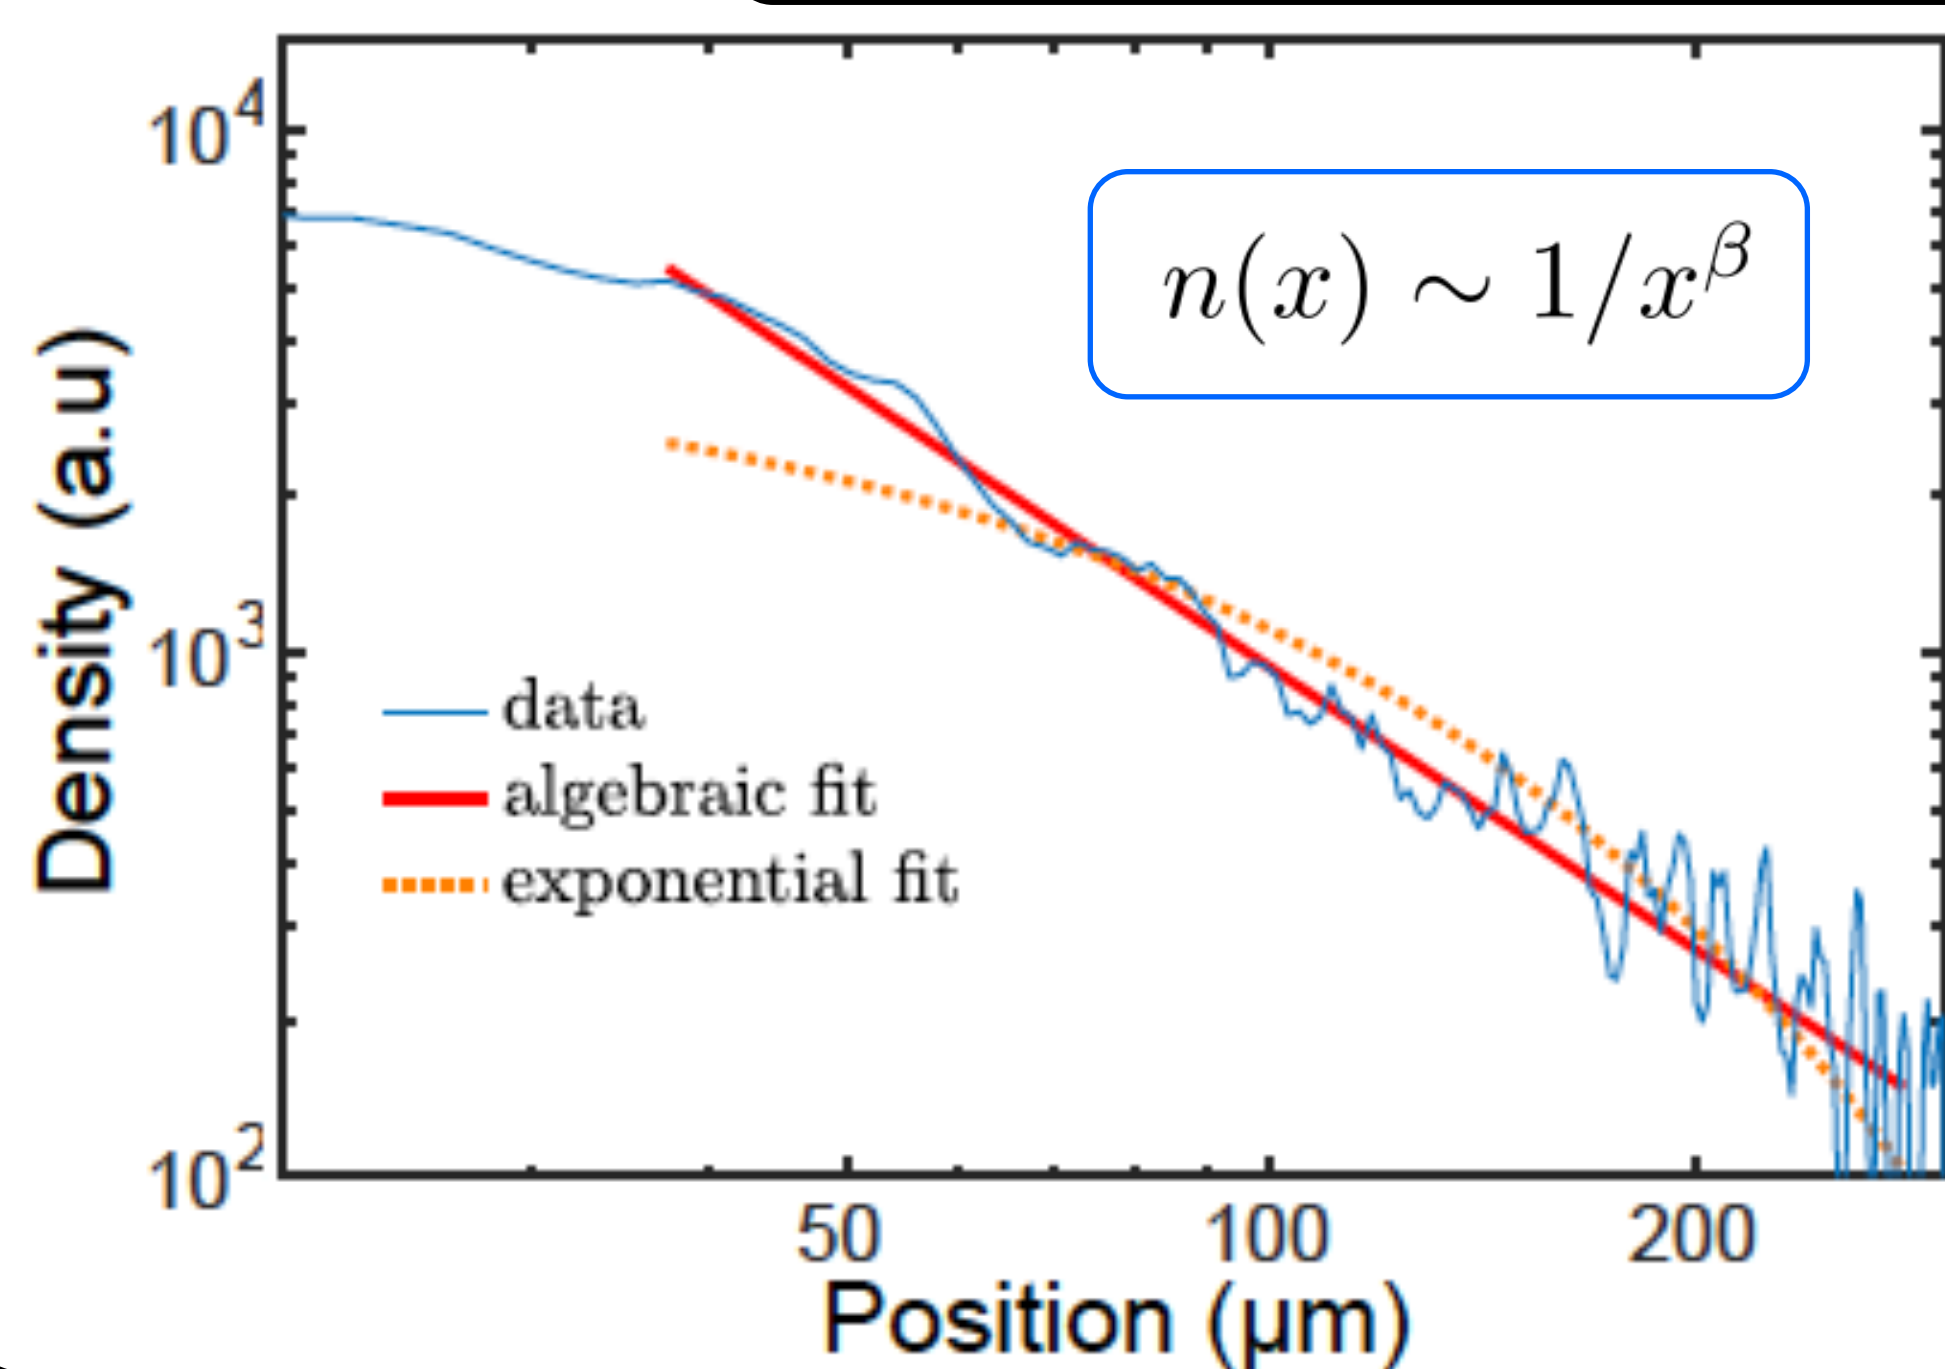 10^4
n(x) ∼ 1/x^β
Density (a.u)
10^3
data
algebraic fit
exponential fit
10^2
50 100 200
Position (μm)